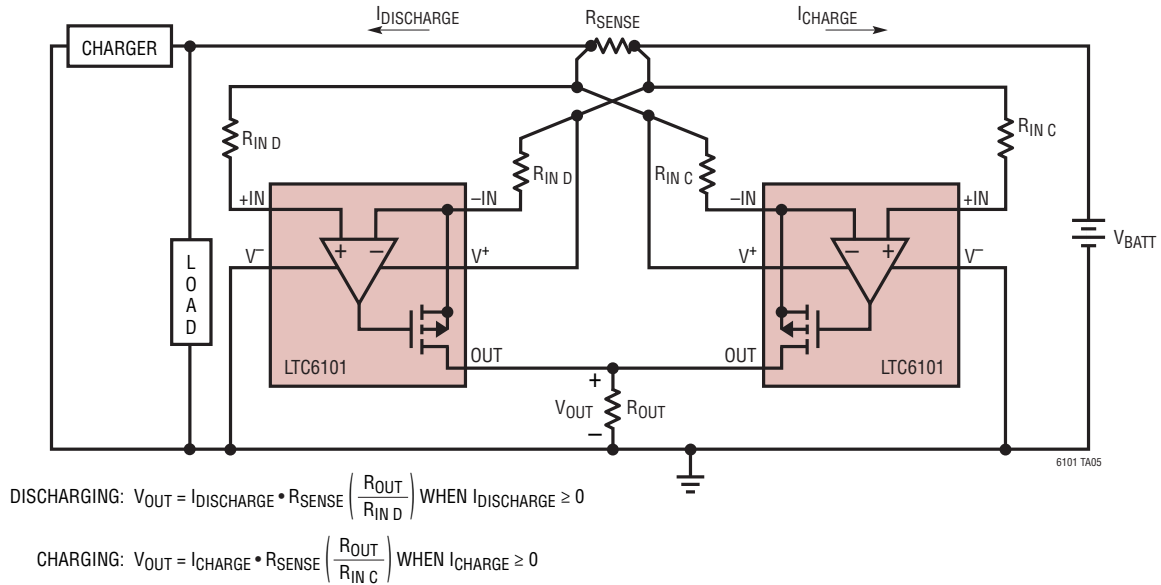 IDISCHARGE RSENSE ICHARGE
CHARGER
RIN D RIN D RIN C RIN C
+IN –IN –IN +IN
V– V+ V+ V–
+ – – +
LOAD
VBATT
OUT OUT
LTC6101 LTC6101
+
VOUT ROUT
–
6101 TA05
DISCHARGING: VOUT = IDISCHARGE • RSENSE (ROUT/RIN D) WHEN IDISCHARGE ≥ 0
CHARGING: VOUT = ICHARGE • RSENSE (ROUT/RIN C) WHEN ICHARGE ≥ 0